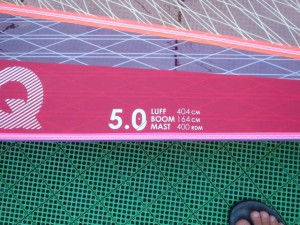 Q
5.0
LUFF 404 CM
BOOM 164 CM
MAST 400 RDM